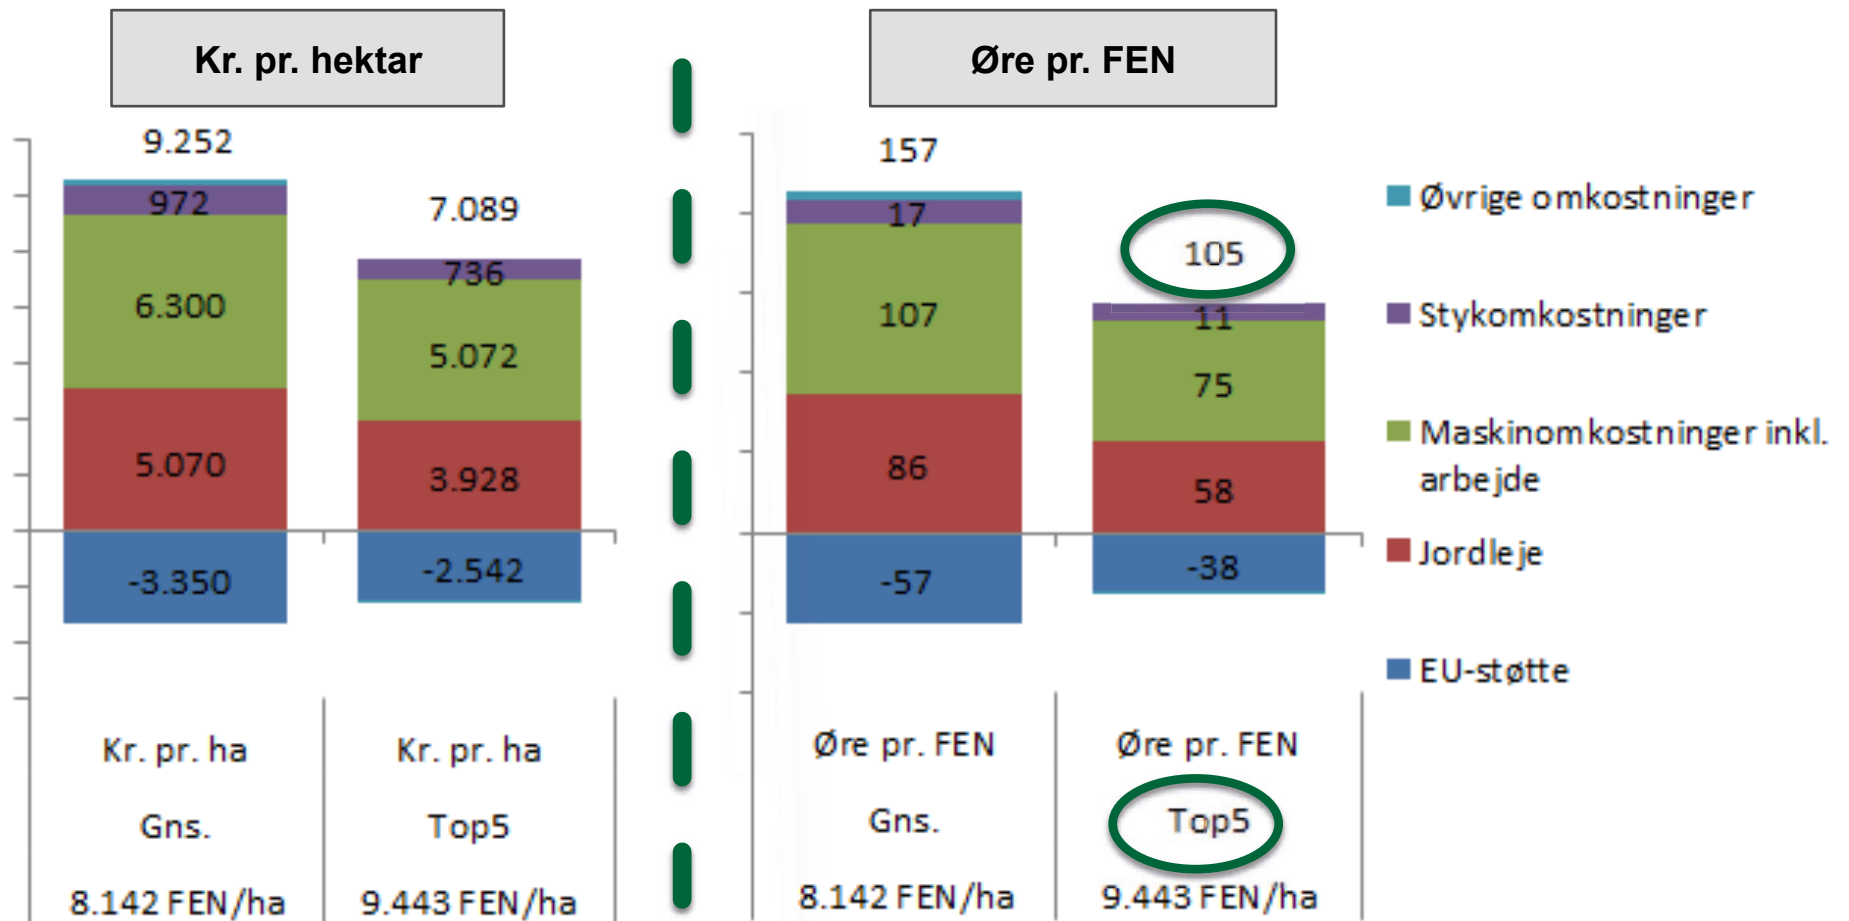 Kr. pr. hektar
9.252
972
6.300
5.070
-3.350
7.089
736
5.072
3.928
-2.542
Kr. pr. ha
Kr. pr. ha
Gns.
Top5
8.142 FEN/ha
9.443 FEN/ha
Øre pr. FEN
157
17
107
86
-57
105
11
75
58
-38
Øre pr. FEN
Øre pr. FEN
Gns.
Top5
8.142 FEN/ha
9.443 FEN/ha
Øvrige omkostninger
Stykomkostninger
Maskinomkostninger inkl.
arbejde
Jordleje
EU-støtte